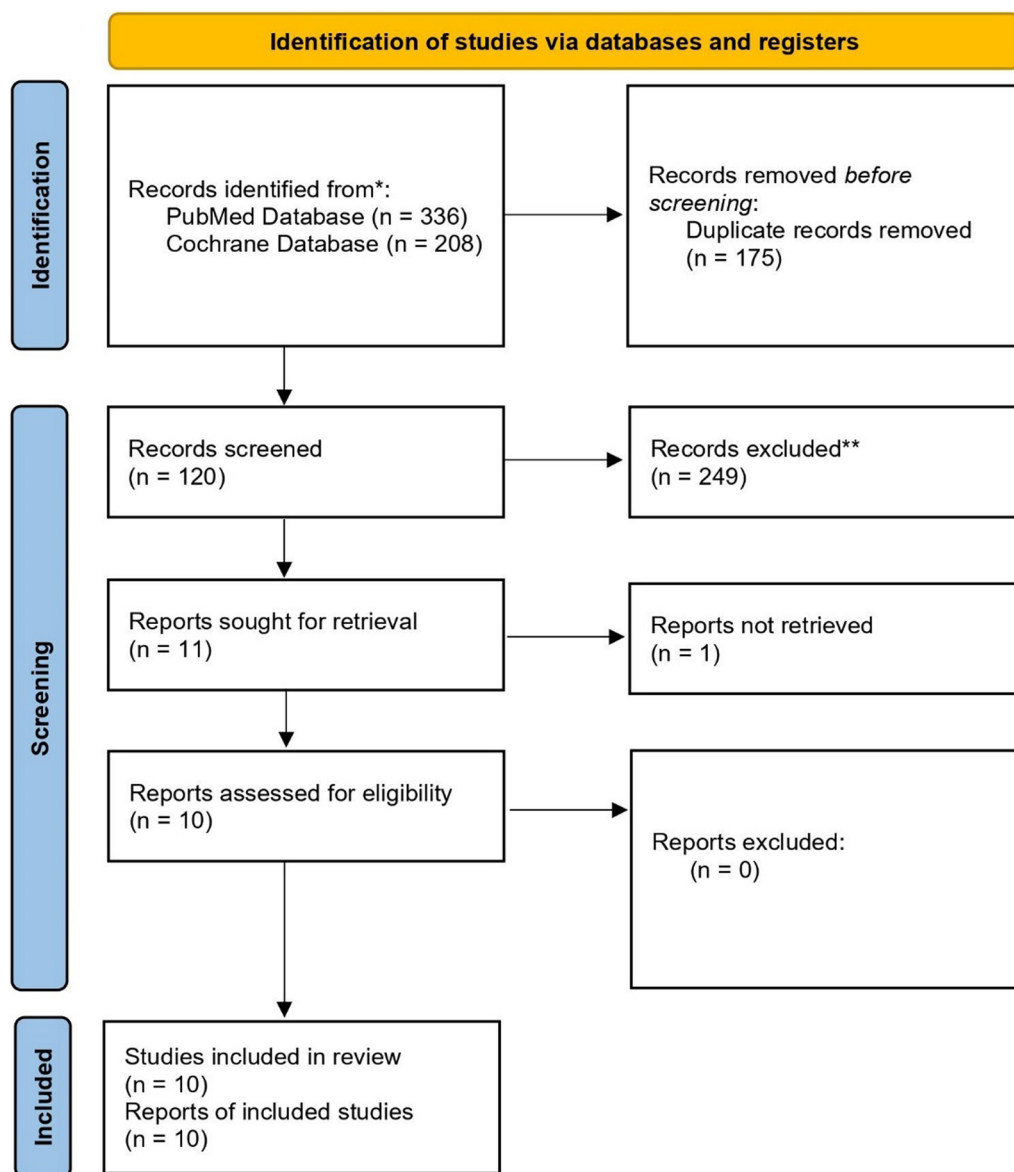 Identification of studies via databases and registers
Identification
Records identified from*:
PubMed Database (n = 336)
Cochrane Database (n = 208)
Records removed before
screening:
Duplicate records removed
(n = 175)
Screening
Records screened
(n = 120)
Records excluded**
(n = 249)
Reports sought for retrieval
(n = 11)
Reports not retrieved
(n = 1)
Reports assessed for eligibility
(n = 10)
Reports excluded:
(n = 0)
Included
Studies included in review
(n = 10)
Reports of included studies
(n = 10)